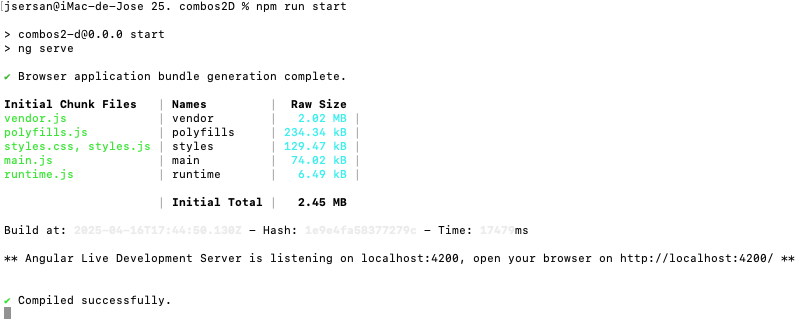 [jsersan@iMac-de-Jose 25. combos2D % npm run start
> combos2-d@0.0.0 start
> ng serve
✔ Browser application bundle generation complete.
Initial Chunk Files | Names | Raw Size
vendor.js | vendor | 2.02 MB |
polyfills.js | polyfills | 234.34 kB |
styles.css, styles.js | styles | 129.47 kB |
main.js | main | 74.02 kB |
runtime.js | runtime | 6.49 kB |
| Initial Total | 2.45 MB
Build at: 2025-04-16T17:44:50.130Z - Hash: 1e9e4fa58377279c - Time: 17479ms
** Angular Live Development Server is listening on localhost:4200, open your browser on http://localhost:4200/ **
✔ Compiled successfully.